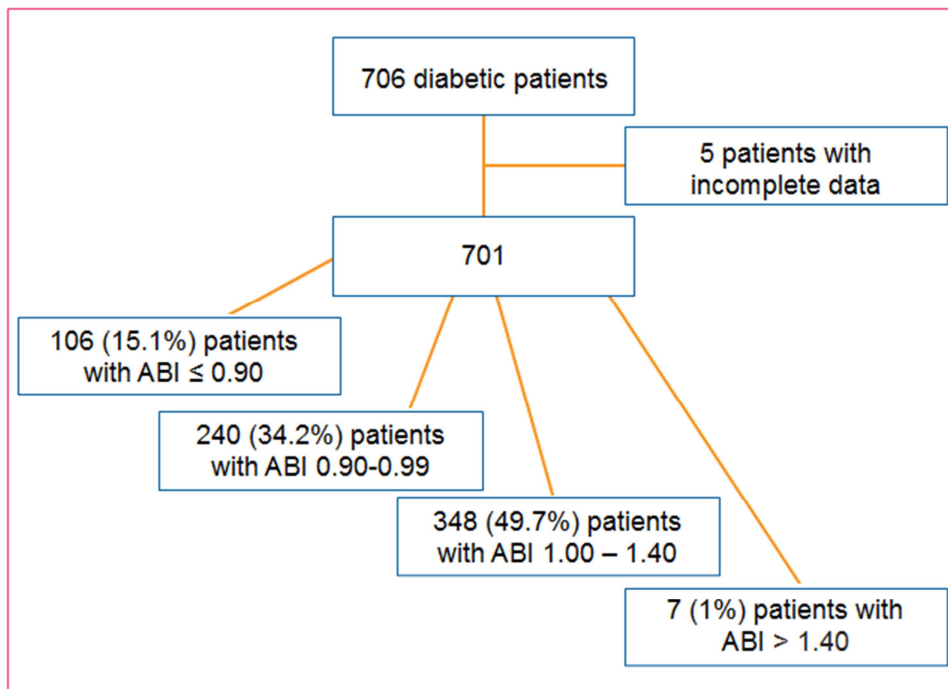 706 diabetic patients
5 patients with
incomplete data
701
106 (15.1%) patients
with ABI ≤ 0.90
240 (34.2%) patients
with ABI 0.90-0.99
348 (49.7%) patients
with ABI 1.00 – 1.40
7 (1%) patients with
ABI > 1.40